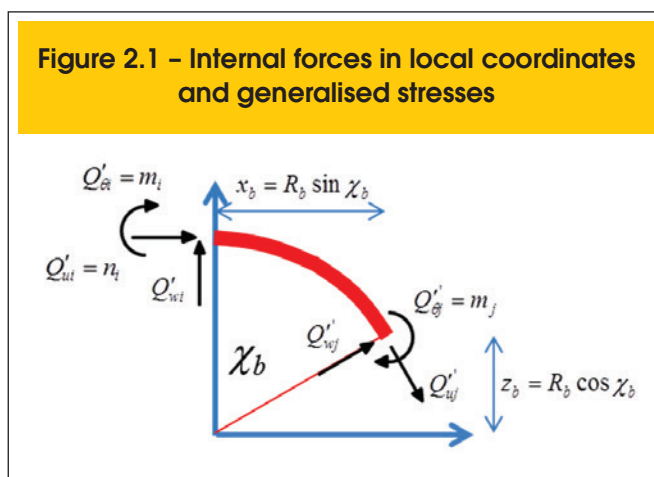 Figure 2.1 – Internal forces in local coordinates
and generalised stresses
Q'θi = mi
xb = Rb sin χb
Q'ui = ni
Q'wi
Q''θj = mj
Q''wj
χb
Q''uj
zb = Rb cos χb